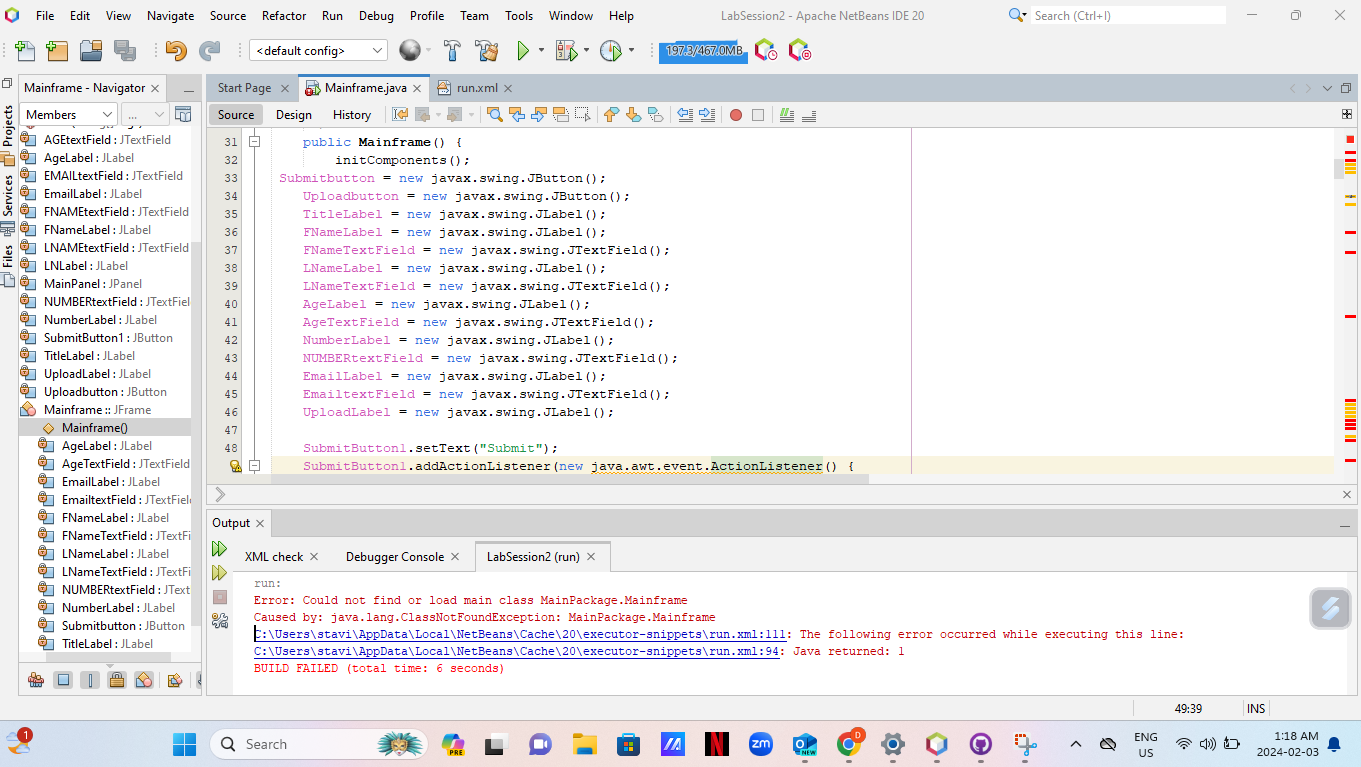 File Edit View Navigate Source Refactor Run Debug Profile Team Tools Window Help
LabSession2 - Apache NetBeans IDE 20
Search (Ctrl+I)
<default config>
197.3/467.0MB
Mainframe - Navigator
Start Page
Mainframe.java
run.xml
Projects
Services
Files
Members
...
Source
Design
History
AGEtextField : JTextField
AgeLabel : JLabel
EMAILtextField : JTextField
EmailLabel : JLabel
FNAMEtextField : JTextField
FNameLabel : JLabel
LNAMEtextField : JTextField
LNLabel : JLabel
MainPanel : JPanel
NUMBERtextField : JTextFiel
NumberLabel : JLabel
SubmitButton1 : JButton
TitleLabel : JLabel
UploadLabel : JLabel
Uploadbutton : JButton
Mainframe :: JFrame
Mainframe()
AgeLabel : JLabel
AgeTextField : JTextField
EmailLabel : JLabel
EmailtextField : JTextFiel
FNameLabel : JLabel
FNameTextField : JTextFi
LNameLabel : JLabel
LNameTextField : JTextFi
NUMBERtextField : JText
NumberLabel : JLabel
Submitbutton : JButton
TitleLabel : JLabel
31 public Mainframe() {
32 initComponents();
33 Submitbutton = new javax.swing.JButton();
34 Uploadbutton = new javax.swing.JButton();
35 TitleLabel = new javax.swing.JLabel();
36 FNameLabel = new javax.swing.JLabel();
37 FNameTextField = new javax.swing.JTextField();
38 LNameLabel = new javax.swing.JLabel();
39 LNameTextField = new javax.swing.JTextField();
40 AgeLabel = new javax.swing.JLabel();
41 AgeTextField = new javax.swing.JTextField();
42 NumberLabel = new javax.swing.JLabel();
43 NUMBERtextField = new javax.swing.JTextField();
44 EmailLabel = new javax.swing.JLabel();
45 EmailtextField = new javax.swing.JTextField();
46 UploadLabel = new javax.swing.JLabel();
47
48 SubmitButton1.setText("Submit");
SubmitButton1.addActionListener(new java.awt.event.ActionListener() {
Output
XML check
Debugger Console
LabSession2 (run)
run:
Error: Could not find or load main class MainPackage.Mainframe
Caused by: java.lang.ClassNotFoundException: MainPackage.Mainframe
C:\Users\stavi\AppData\Local\NetBeans\Cache\20\executor-snippets\run.xml:111: The following error occurred while executing this line:
C:\Users\stavi\AppData\Local\NetBeans\Cache\20\executor-snippets\run.xml:94: Java returned: 1
BUILD FAILED (total time: 6 seconds)
49:39
INS
1
Search
PRE
zm
NEW
D
ENG
US
1:18 AM
2024-02-03